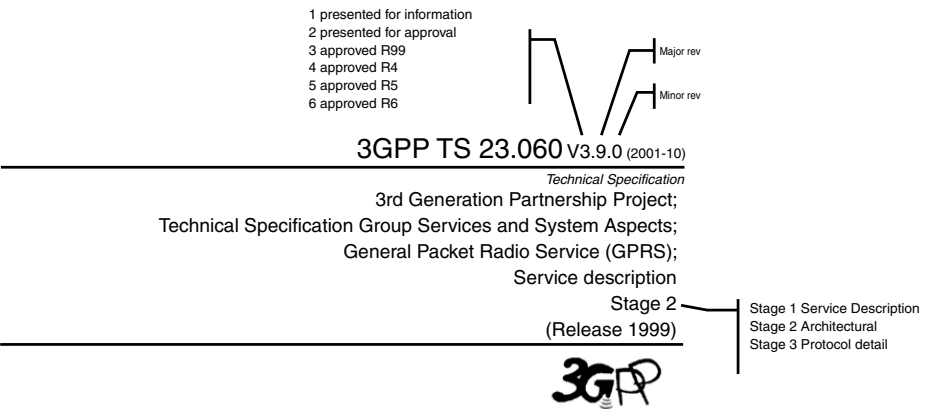 1 presented for information
2 presented for approval
3 approved R99
4 approved R4
5 approved R5
6 approved R6
Major rev
Minor rev
3GPP TS 23.060 V3.9.0 (2001-10)
Technical Specification
3rd Generation Partnership Project;
Technical Specification Group Services and System Aspects;
General Packet Radio Service (GPRS);
Service description
Stage 2
(Release 1999)
Stage 1 Service Description
Stage 2 Architectural
Stage 3 Protocol detail
3GPP